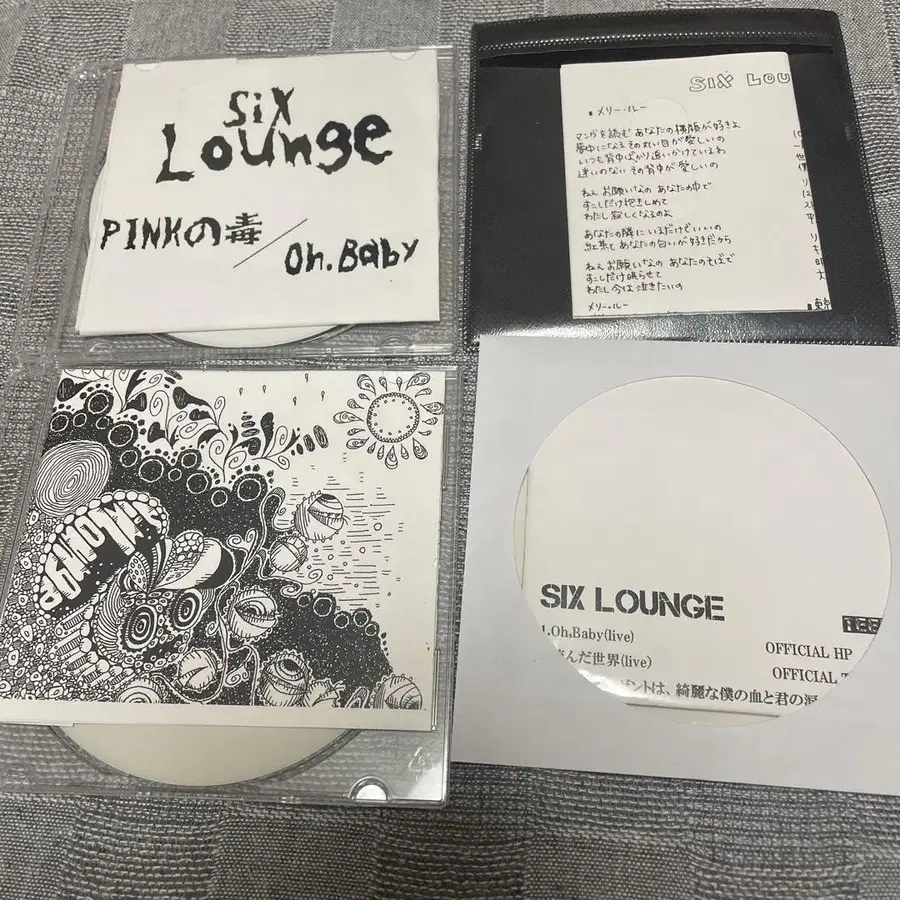 SiX
Lounge
PINKの毒
Oh.Baby
SIX LOU
■メリー・ルー
マンガを読む あなたの横顔が好きよ
夢中になる その丸い目が愛しいの
いつも背中ばかり追いかけているわ
迷いのない その背中が愛しいの
ねぇ お願いなの あなたの中で
すこしだけ抱きしめて
わたし寂しくなるのよ
あなたの隣に いるだけでいいの
あなたの匂いが好きだから
ねぇ お願いなの あなたのそばで
すこしだけ眠らせて
わたし今は泣きたいの
メリー・ルー
SIX LOUNGE
1.Oh,Baby(live)
んだ世界(live)
ントは、綺麗な僕の血と君の涙
OFFICIAL HP
OFFICIAL